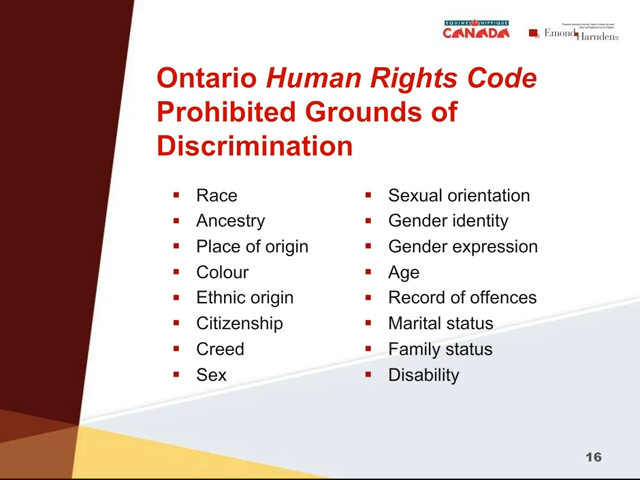 EQUINE HIPPIQUE
CANADA
Emond Harnden
Ontario Human Rights Code
Prohibited Grounds of
Discrimination
▪ Race
▪ Ancestry
▪ Place of origin
▪ Colour
▪ Ethnic origin
▪ Citizenship
▪ Creed
▪ Sex
▪ Sexual orientation
▪ Gender identity
▪ Gender expression
▪ Age
▪ Record of offences
▪ Marital status
▪ Family status
▪ Disability
16